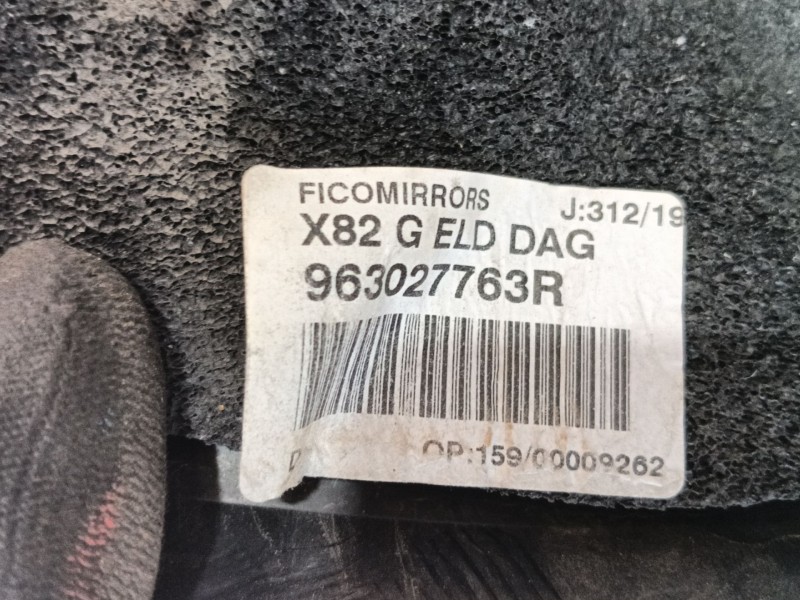 FICOMIRRORS J:312/19
X82 G ELD DAG
963027763R
D OP:159/00009262